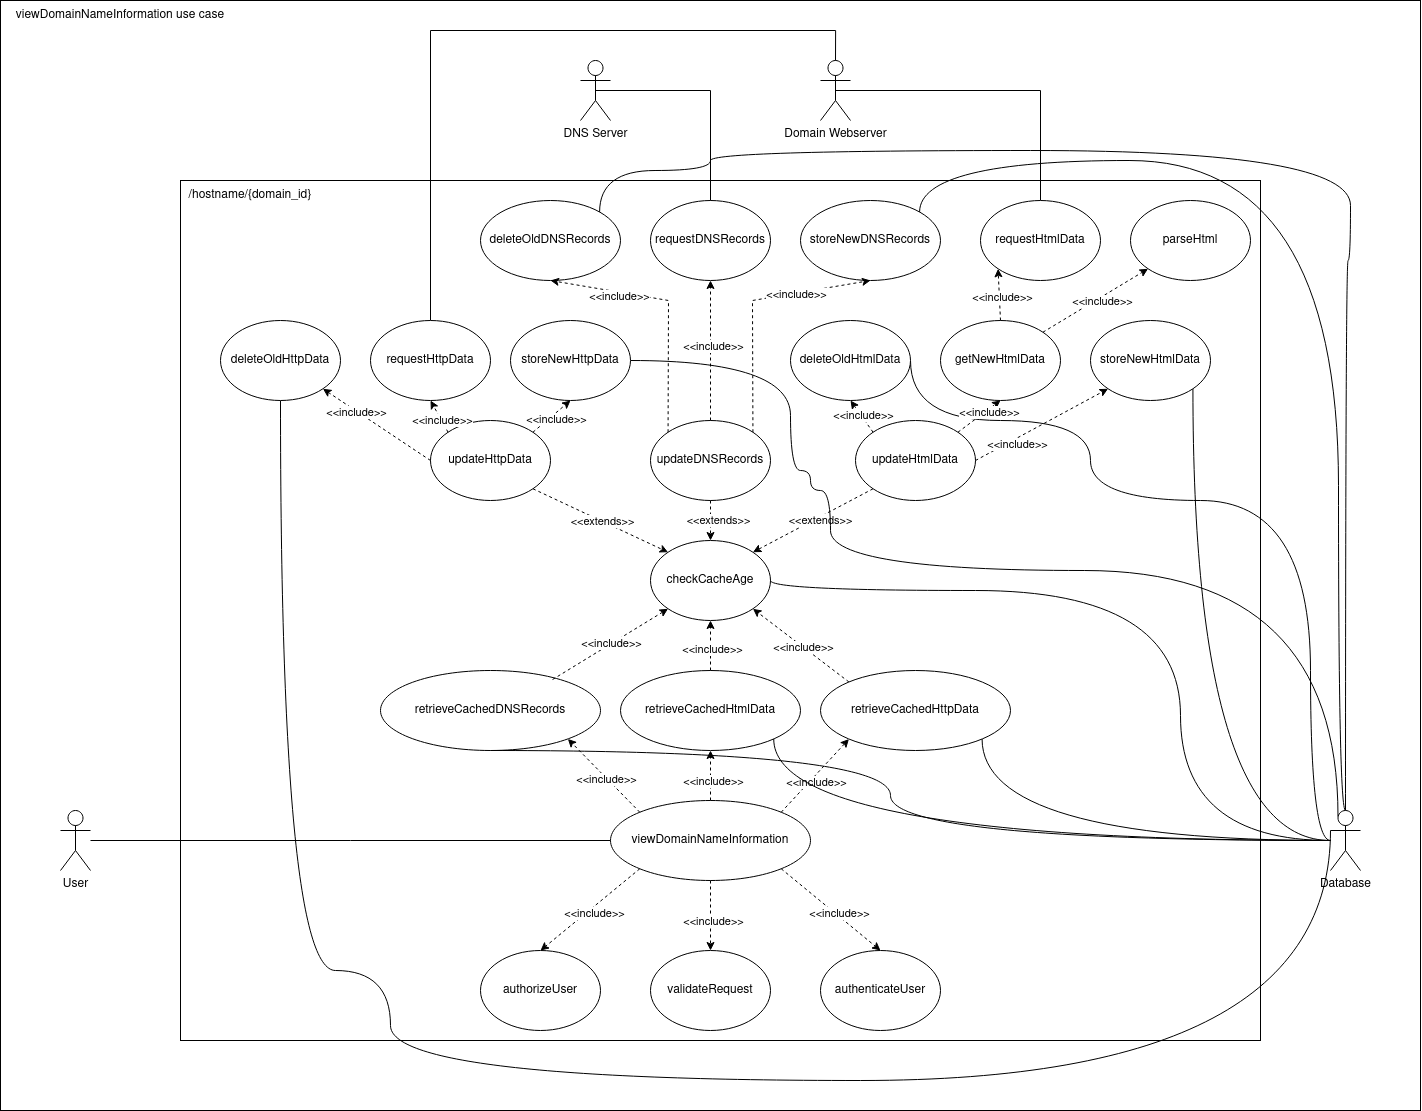 viewDomainNameInformation use case
DNS Server
Domain Webserver
/hostname/{domain_id}
deleteOldDNSRecords
requestDNSRecords
storeNewDNSRecords
requestHtmlData
parseHtml
<<include>>
<<include>>
<<include>>
<<include>>
<<include>>
deleteOldHttpData
requestHttpData
storeNewHttpData
deleteOldHtmlData
getNewHtmlData
storeNewHtmlData
<<include>>
<<include>>
<<include>>
<<include>>
<<include>>
<<include>>
updateHttpData
updateDNSRecords
updateHtmlData
<<extends>>
<<extends>>
<<extends>>
checkCacheAge
<<include>>
<<include>>
<<include>>
retrieveCachedDNSRecords
retrieveCachedHtmlData
retrieveCachedHttpData
<<include>>
<<include>>
<<include>>
viewDomainNameInformation
User
Database
<<include>>
<<include>>
<<include>>
authorizeUser
validateRequest
authenticateUser